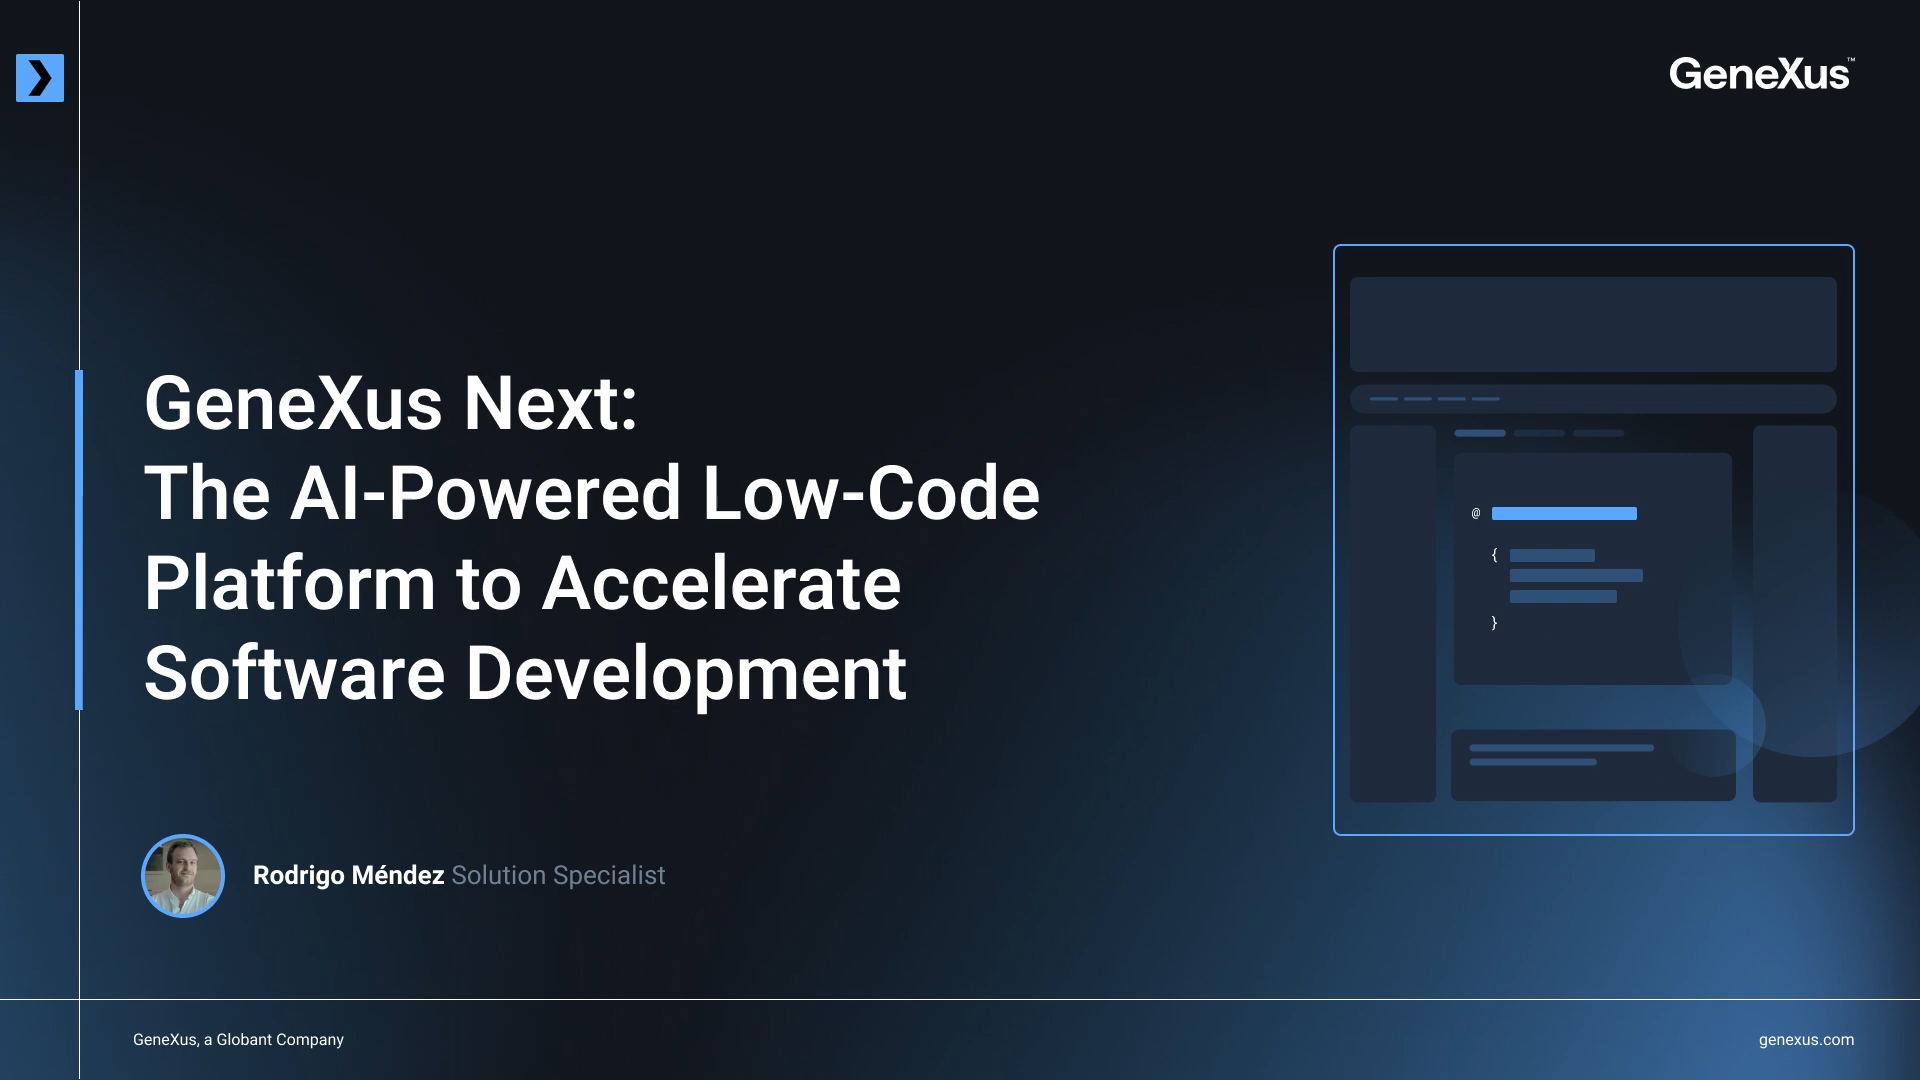 GeneXus™
GeneXus Next:
The AI-Powered Low-Code
Platform to Accelerate
Software Development
@
{
}
Rodrigo Méndez Solution Specialist
GeneXus, a Globant Company
genexus.com